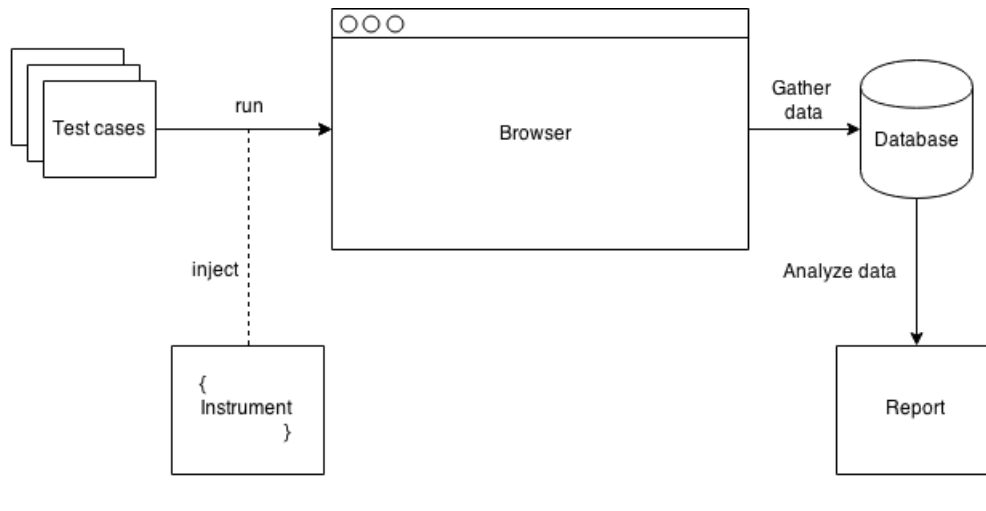 Test cases
run
Browser
Gather
data
Database
inject
Analyze data
{
Instrument
}
Report